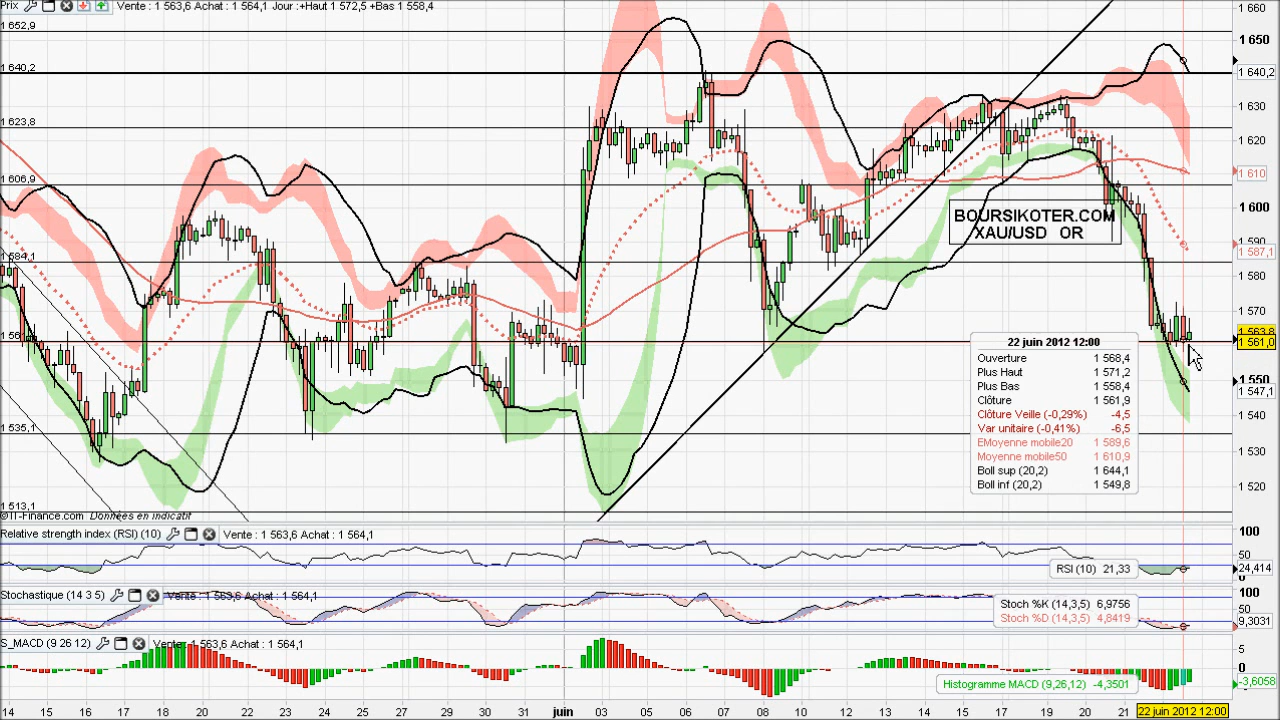 Prix Vente : 1 563,6 Achat : 1 564,1 Jour :+Haut 1 572,5 +Bas 1 558,4
1 652,9
1 640,2
1 623,8
1 606,9
1 584,1
1 535,1
1 513,1
1 660
1 650
1 640,2
1 630
1 620
1 610
1 600
1 590
1 587,1
1 580
1 570
1 563,8
1 561,0
1 550
1 547,1
1 540
1 530
1 520
BOURSIKOTER.COM
XAU/USD OR
22 juin 2012 12:00
Ouverture 1 568,4
Plus Haut 1 571,2
Plus Bas 1 558,4
Clôture 1 561,9
Clôture Veille (-0,29%) -4,5
Var unitaire (-0,41%) -6,5
EMoyenne mobile20 1 589,6
Moyenne mobile50 1 610,9
Boll sup (20,2) 1 644,1
Boll inf (20,2) 1 549,8
©IT-Finance.com Données en indicatif
Relative strength index (RSI) (10) Vente : 1 563,6 Achat : 1 564,1
RSI (10) 21,33
100
50
24,414
0
Stochastique (14 3 5) Vente : 1 563,6 Achat : 1 564,1
Stoch %K (14,3,5) 6,9756
Stoch %D (14,3,5) 4,8419
100
50
9,3031
S_MACD (9 26 12) Vente : 1 563,6 Achat : 1 564,1
Histogramme MACD (9,26,12) -4,3501
5
0
-3,6058
14 15 16 17 18 20 21 22 23 24 25 27 28 29 30 31 juin 03 05 06 07 08 10 12 13 14 15 17 19 20 21 22 juin 2012 12:00